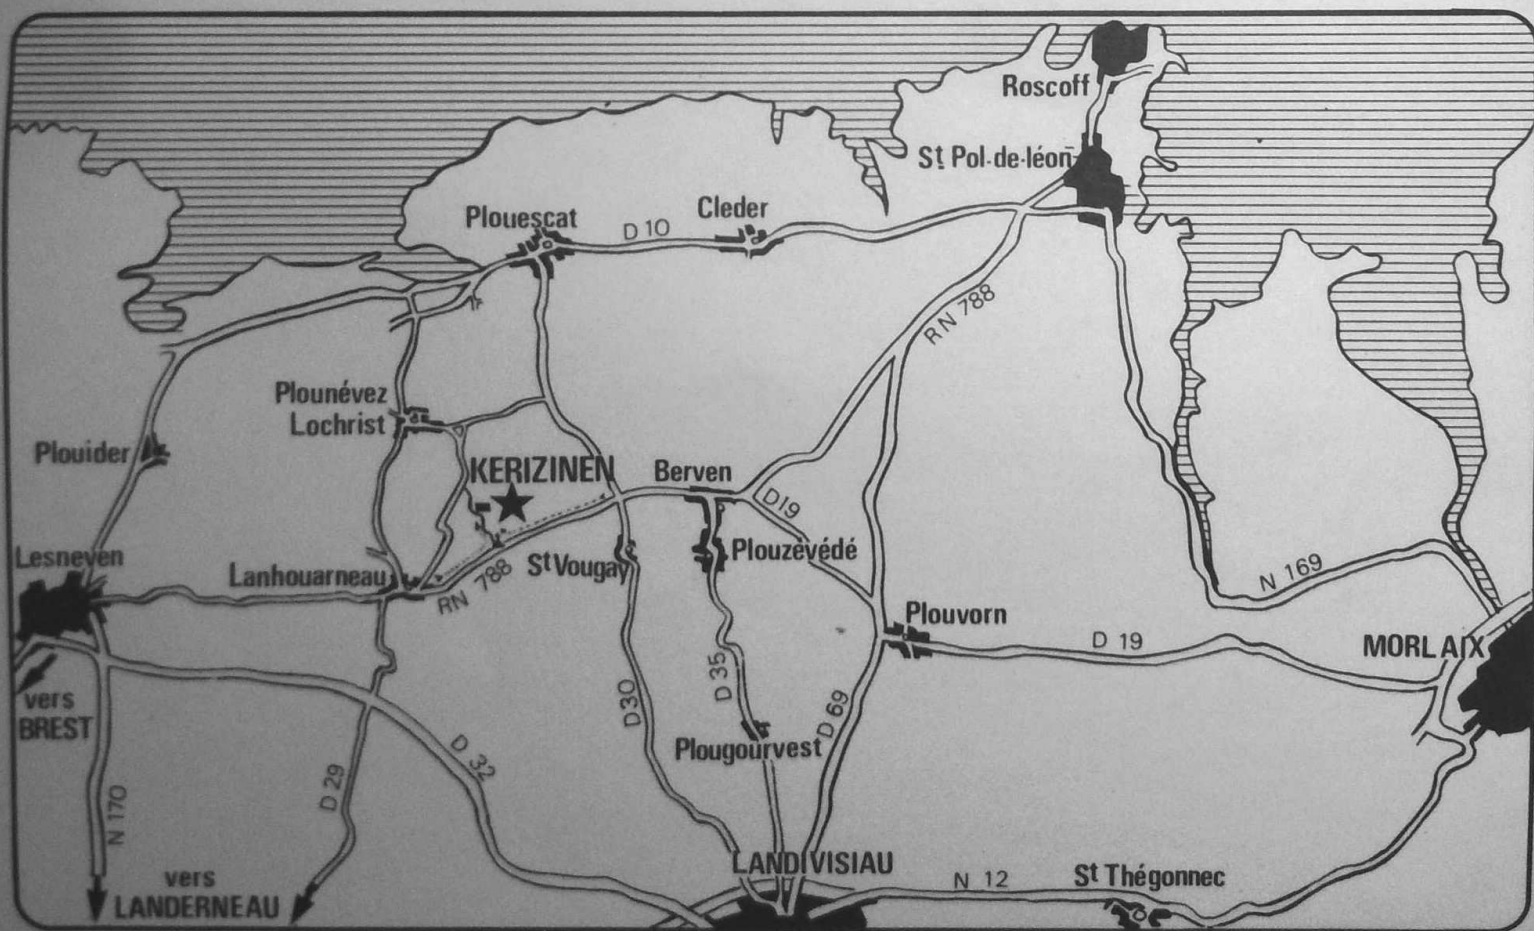 Roscoff
St Pol-de-léon
Cleder
Plouescat
D 10
RN 788
Plounévez
Lochrist
Plouider
KERIZINEN
Berven
D19
Lesneven
Lanhouarneau
RN 788
St Vougay
Plouzévédé
N 169
Plouvorn
D 19
MORLAIX
vers
BREST
D 30
D 35
D 69
Plougourvest
D 32
D 29
N 170
vers
LANDERNEAU
LANDIVISIAU
N 12
St Thégonnec